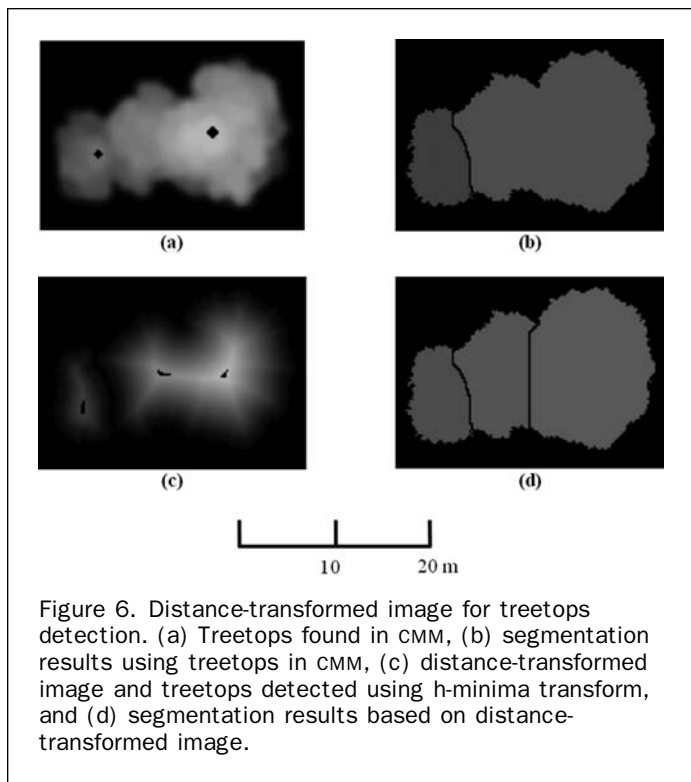 (a)
(b)
(c)
(d)
10
20 m
Figure 6. Distance-transformed image for treetops
detection. (a) Treetops found in CMM, (b) segmentation
results using treetops in CMM, (c) distance-transformed
image and treetops detected using h-minima transform,
and (d) segmentation results based on distance-
transformed image.